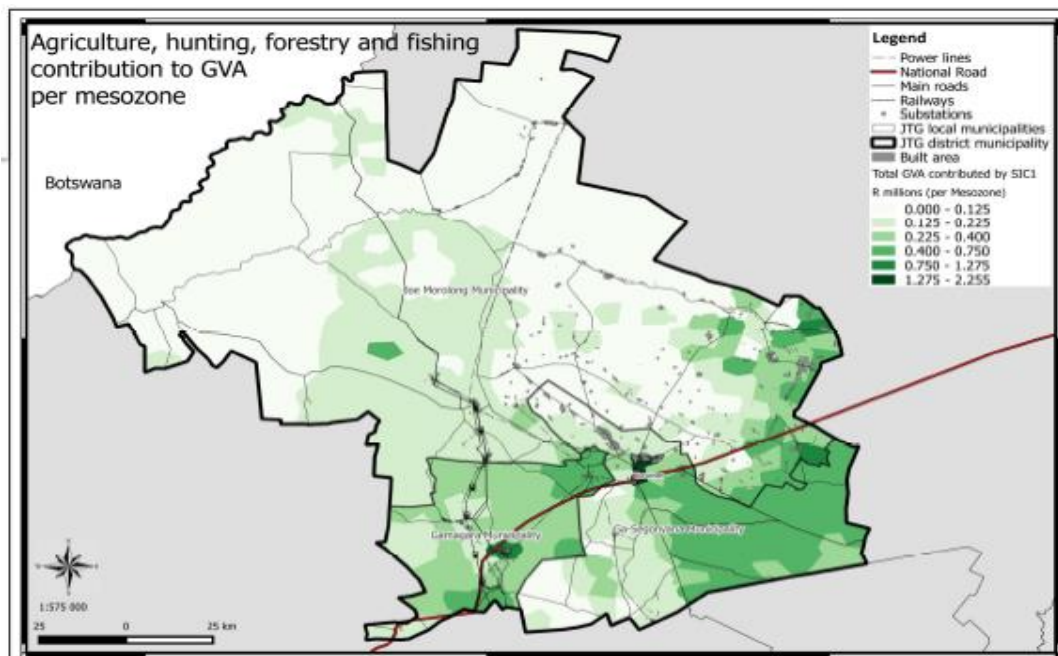 Agriculture, hunting, forestry and fishing
contribution to GVA
per mesozone
Legend
Power lines
National Road
Main roads
Railways
Substations
JTG local municipalities
JTG district municipality
Built area
Total GVA contributed by SIC1
R millions (per Mesozone)
0.000 - 0.125
0.125 - 0.225
0.225 - 0.400
0.400 - 0.750
0.750 - 1.275
1.275 - 2.255
Botswana
Joe Morolong Municipality
Gamagara Municipality
Ga-Segonyana Municipality
1:575 000
25 0 25 km